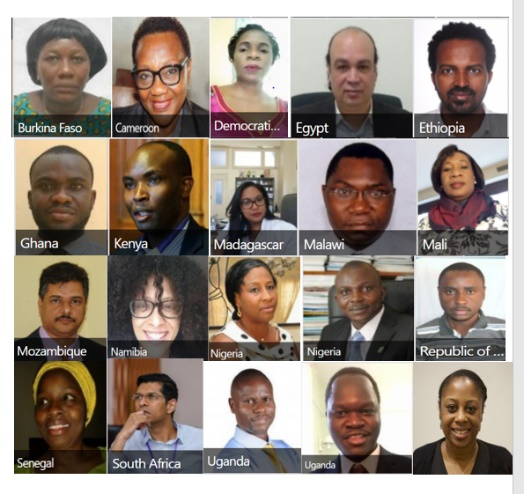 Burkina Faso
Cameroon
Democrati...
Egypt
Ethiopia
Ghana
Kenya
Madagascar
Malawi
Mali
Mozambique
Namibia
Nigeria
Nigeria
Republic of ...
Senegal
South Africa
Uganda
Uganda